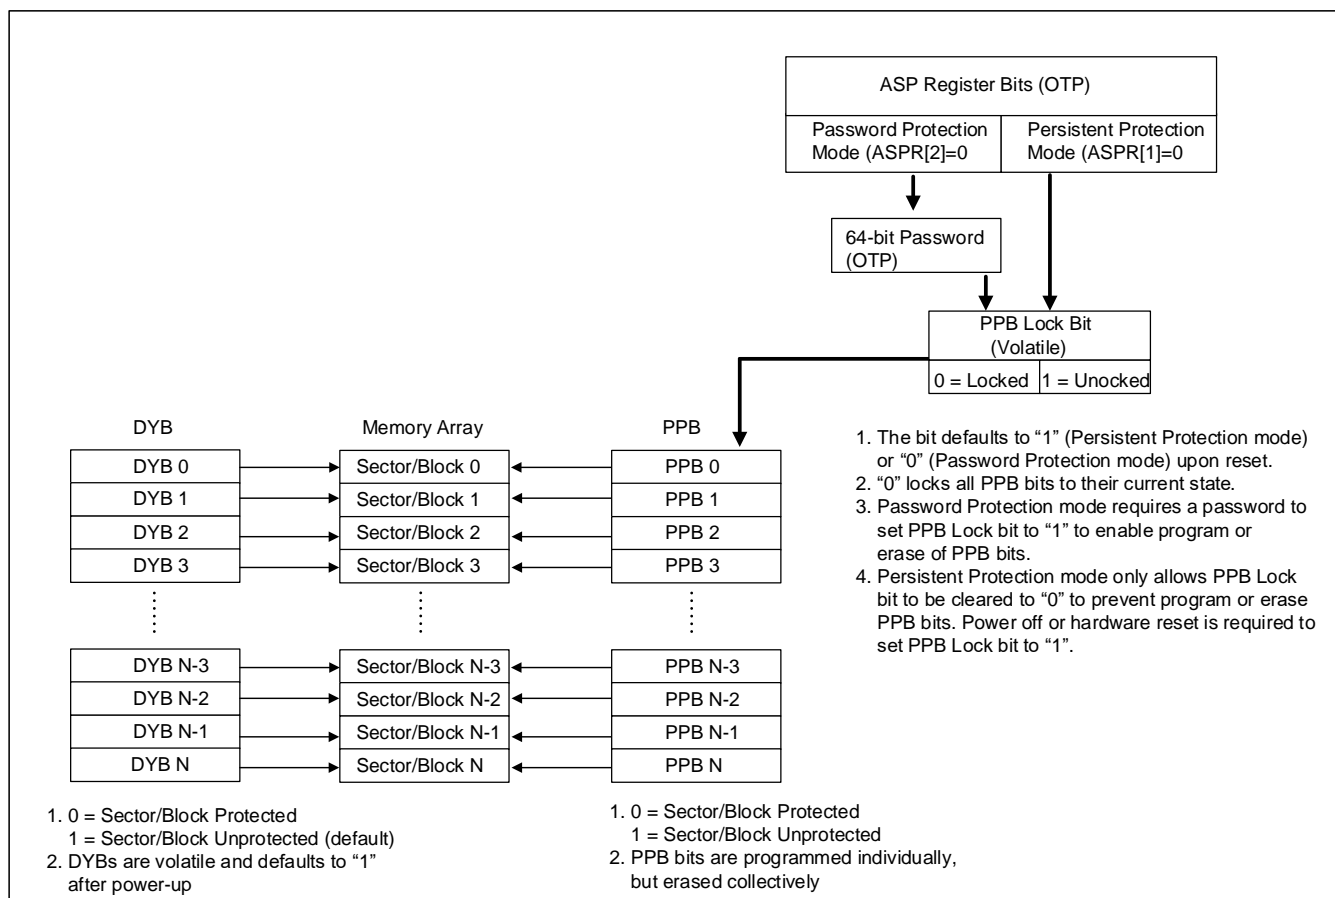 ASP Register Bits (OTP)
Password Protection
Mode (ASPR[2]=0
Persistent Protection
Mode (ASPR[1]=0
64-bit Password
(OTP)
PPB Lock Bit
(Volatile)
0 = Locked
1 = Unocked
1. The bit defaults to “1” (Persistent Protection mode)
or “0” (Password Protection mode) upon reset.
2. “0” locks all PPB bits to their current state.
3. Password Protection mode requires a password to
set PPB Lock bit to “1” to enable program or
erase of PPB bits.
4. Persistent Protection mode only allows PPB Lock
bit to be cleared to “0” to prevent program or erase
PPB bits. Power off or hardware reset is required to
set PPB Lock bit to “1”.
DYB Memory Array PPB
DYB 0 Sector/Block 0 PPB 0
DYB 1 Sector/Block 1 PPB 1
DYB 2 Sector/Block 2 PPB 2
DYB 3 Sector/Block 3 PPB 3
DYB N-3 Sector/Block N-3 PPB N-3
DYB N-2 Sector/Block N-2 PPB N-2
DYB N-1 Sector/Block N-1 PPB N-1
DYB N Sector/Block N PPB N
1. 0 = Sector/Block Protected
1 = Sector/Block Unprotected (default)
2. DYBs are volatile and defaults to “1”
after power-up
1. 0 = Sector/Block Protected
1 = Sector/Block Unprotected
2. PPB bits are programmed individually,
but erased collectively